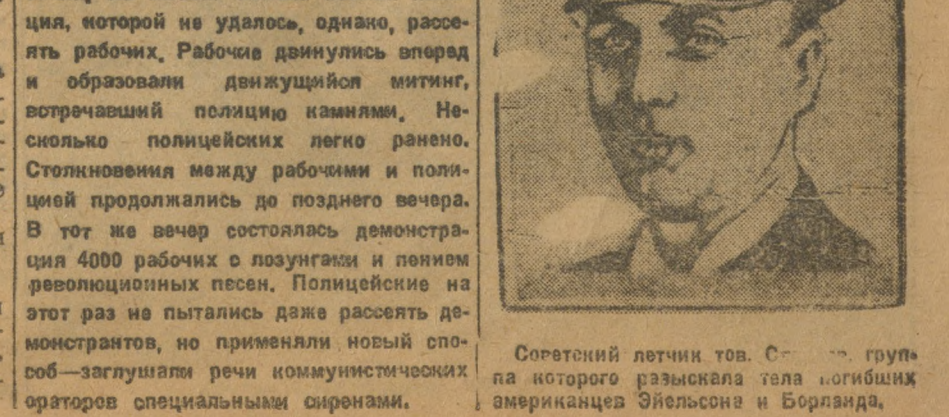 ция, которой не удалось, однако, рассе-
ять рабочих. Рабочие двинулись вперед
и образовали движущийся митинг,
встречавший полицию камнями. Не-
сколько полицейских легко ранено.
Столкновения между рабочими и поли-
цией продолжались до позднего вечера.
В тот же вечер состоялась демонстра-
ция 4000 рабочих с лозунгами и пением
революционных песен. Полицейские на
этот раз не пытались даже рассеять де-
монстрантов, но применяли новый спо-
соб—заглушали речи коммунистических
ораторов специальными сиренами.
Советский летчик тов. груп-
па которого разыскала тела погибших
американцев Эйельсона и Борланда.